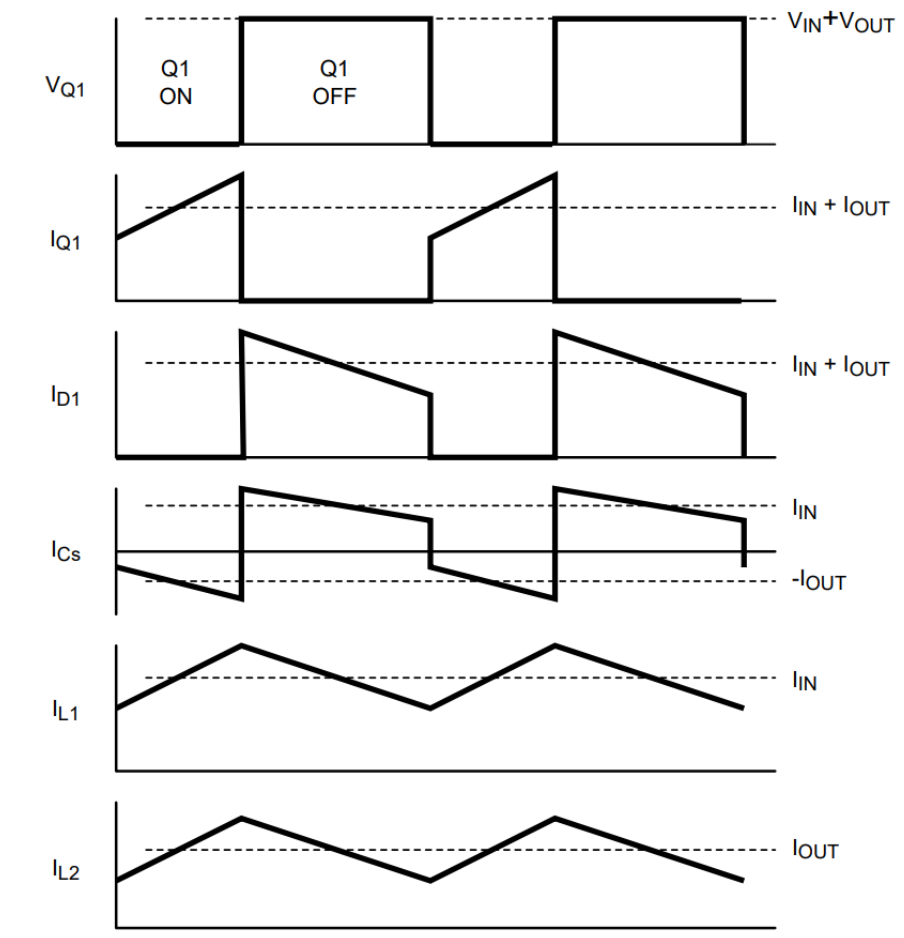 VIN+VOUT
VQ1
Q1
ON
Q1
OFF
IQ1
IIN + IOUT
ID1
IIN + IOUT
ICs
IIN
-IOUT
IL1
IIN
IL2
IOUT